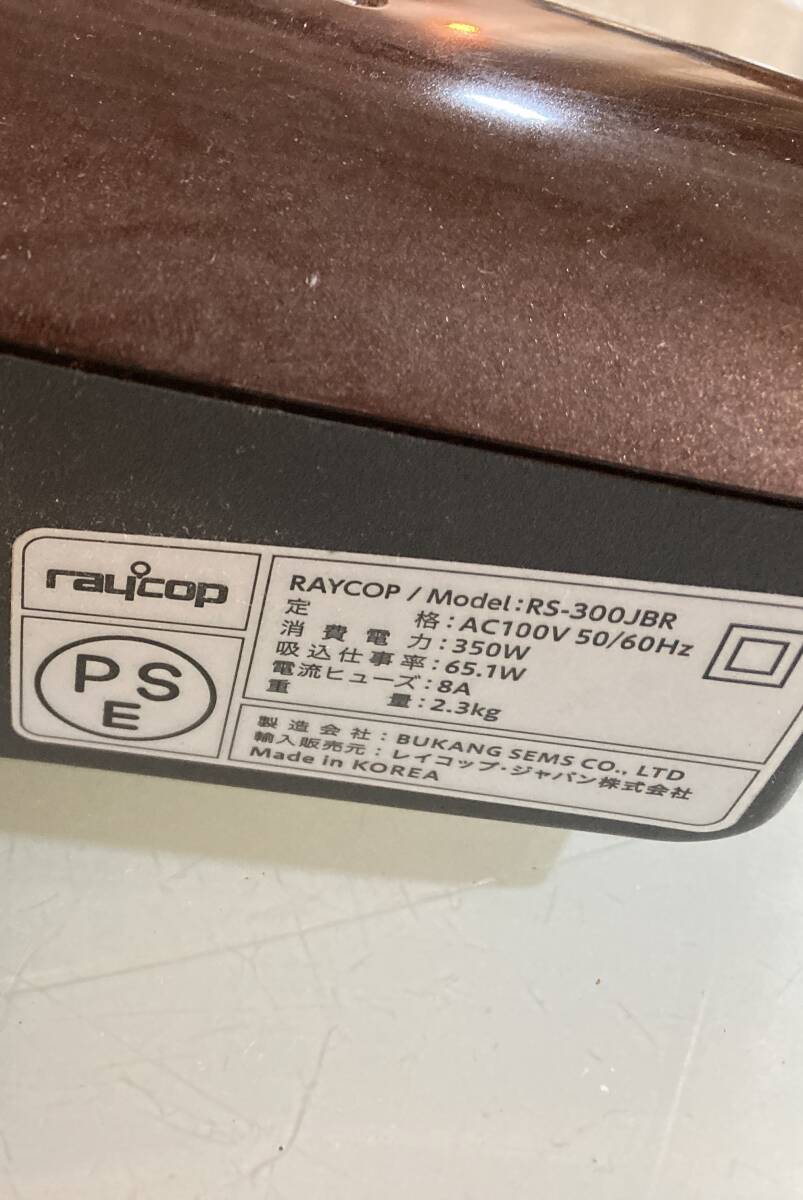 raycop
PS
E
RAYCOP / Model:RS-300JBR
定格:AC100V 50/60Hz
消費電力:350W
吸込仕事率:65.1W
電流ヒューズ:8A
重量:2.3kg
製造会社:BUKANG SEMS CO., LTD
輸入販売元:レイコップ・ジャパン株式会社
Made in KOREA